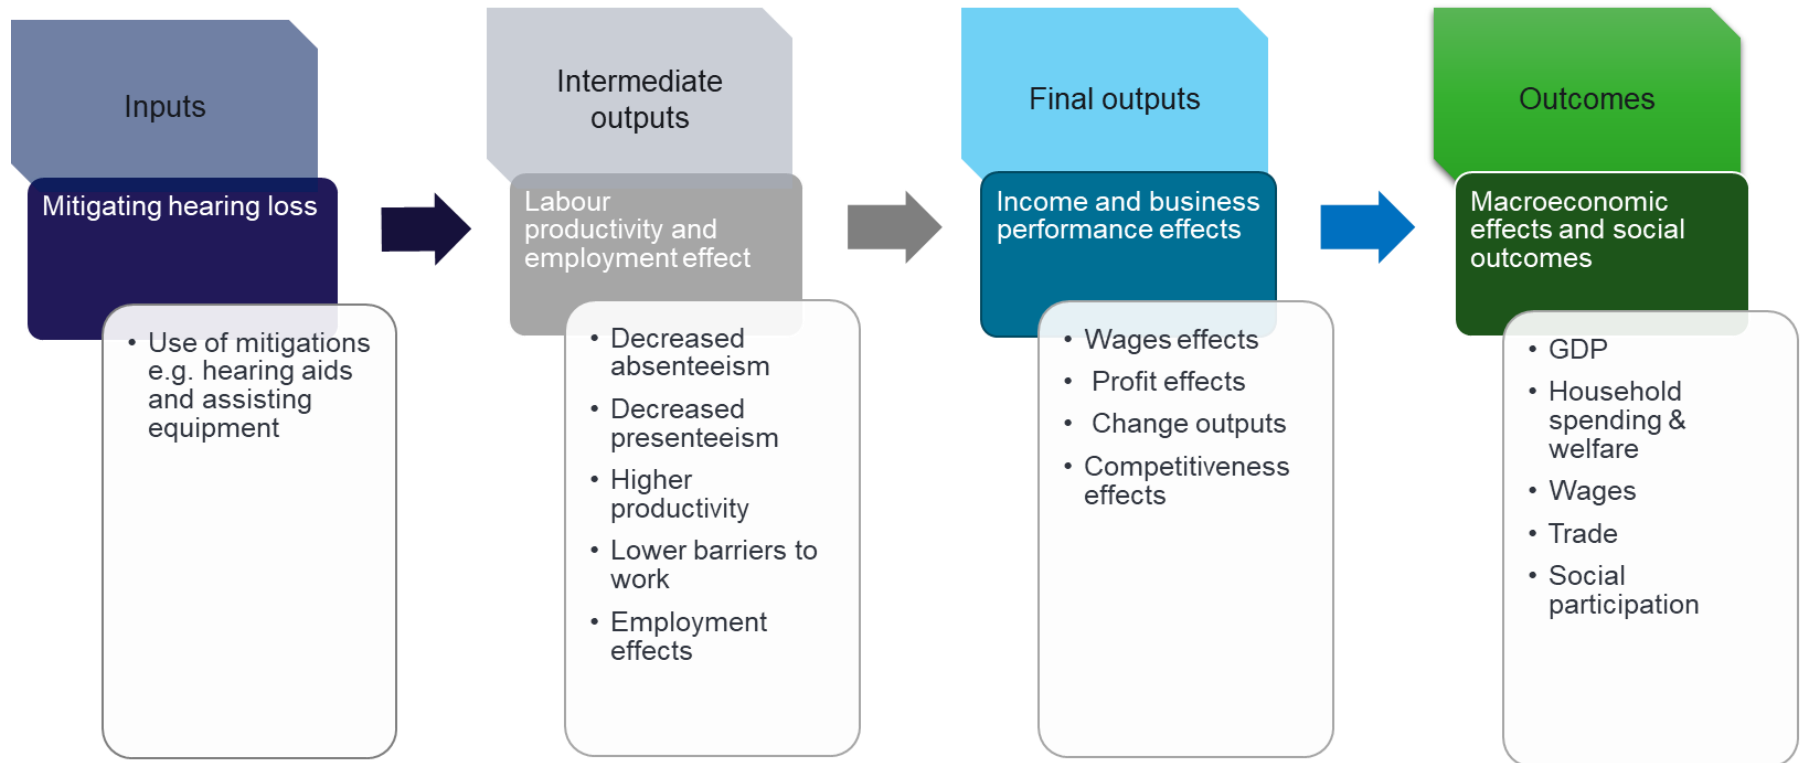 Inputs
Mitigating hearing loss
• Use of mitigations
e.g. hearing aids
and assisting
equipment
Intermediate
outputs
Labour
productivity and
employment effect
• Decreased
absenteeism
• Decreased
presenteeism
• Higher
productivity
• Lower barriers to
work
• Employment
effects
Final outputs
Income and business
performance effects
• Wages effects
• Profit effects
• Change outputs
• Competitiveness
effects
Outcomes
Macroeconomic
effects and social
outcomes
• GDP
• Household
spending &
welfare
• Wages
• Trade
• Social
participation